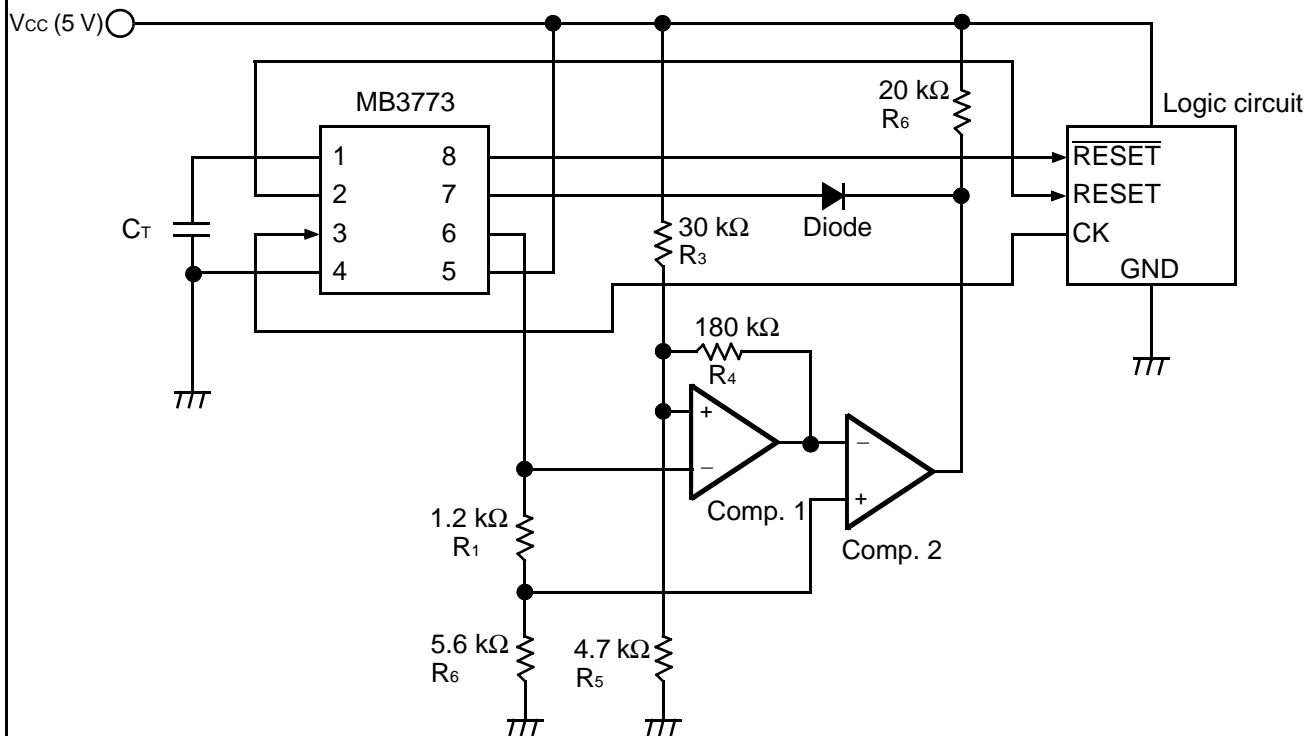 VCC (5 V)
MB3773
20 kΩ
R6
Logic circuit
1
8
RESET
2
7
RESET
CT
3
6
Diode
30 kΩ
R3
CK
4
5
GND
180 kΩ
R4
+
−
−
+
Comp. 1
Comp. 2
1.2 kΩ
R1
5.6 kΩ
R6
4.7 kΩ
R5